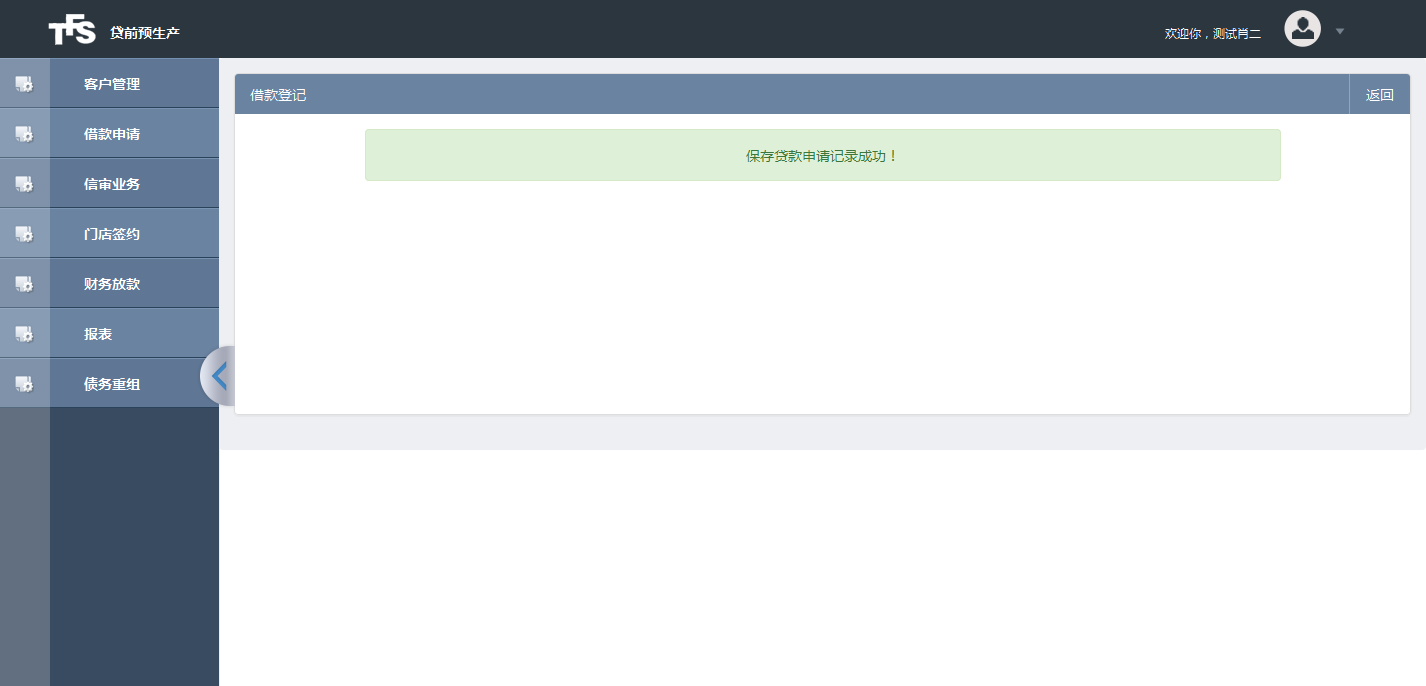 TFS 贷前预生产
欢迎你，测试肖二
客户管理
借款申请
信审业务
门店签约
财务放款
报表
债务重组
借款登记
返回
保存贷款申请记录成功！